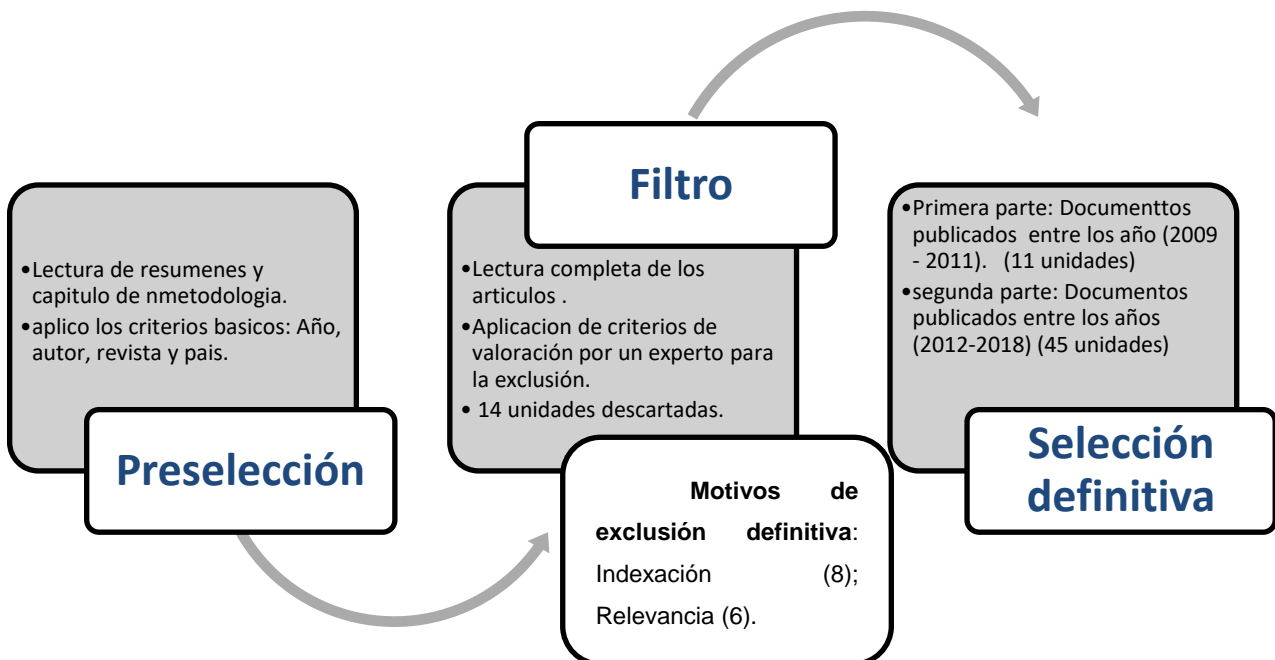 •Lectura de resumenes y
capitulo de nmetodologia.
•aplico los criterios basicos: Año,
autor, revista y pais.
Preselección
Filtro
•Lectura completa de los
articulos .
•Aplicacion de criterios de
valoración por un experto para
la exclusión.
• 14 unidades descartadas.
Motivos de
exclusión definitiva:
Indexación (8);
Relevancia (6).
•Primera parte: Documenttos
publicados entre los año (2009
- 2011). (11 unidades)
•segunda parte: Documentos
publicados entre los años
(2012-2018) (45 unidades)
Selección
definitiva